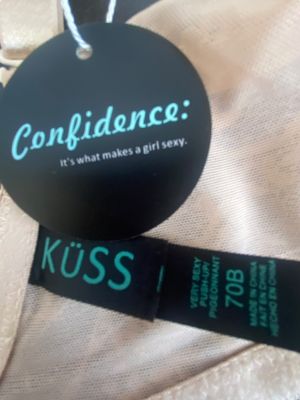 Confidence:
It's what makes a girl sexy.
KÜSS
VERY SEXY
PUSH-UP/
PIGEONNANT
70B
MADE IN CHINA
FAIT EN CHINE
HECHO EN CHINA